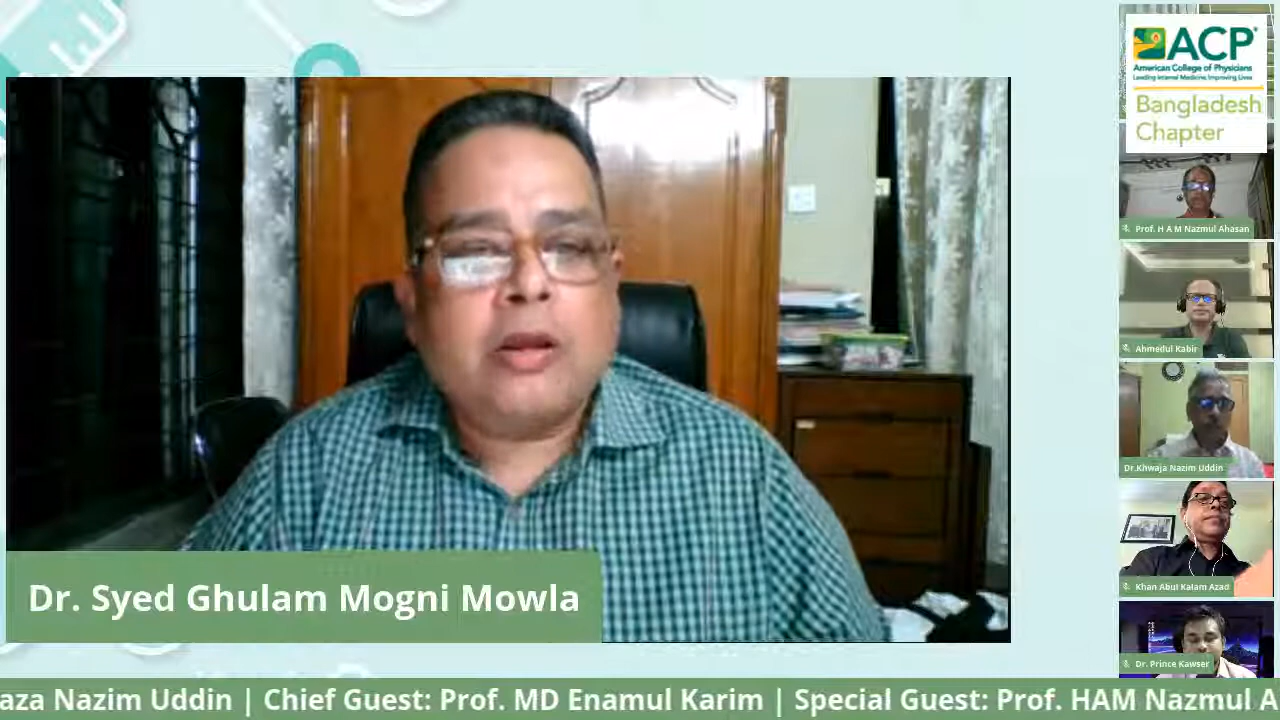 ACP
American College of Physicians
Leading Internal Medicine, Improving Lives
Bangladesh
Chapter
Prof. H A M Nazmul Ahasan
Ahmedul Kabir
Dr.Khwaja Nazim Uddin
Khan Abul Kalam Azad
Dr. Prince Kawser
Dr. Syed Ghulam Mogni Mowla
aza Nazim Uddin | Chief Guest: Prof. MD Enamul Karim | Special Guest: Prof. HAM Nazmul A